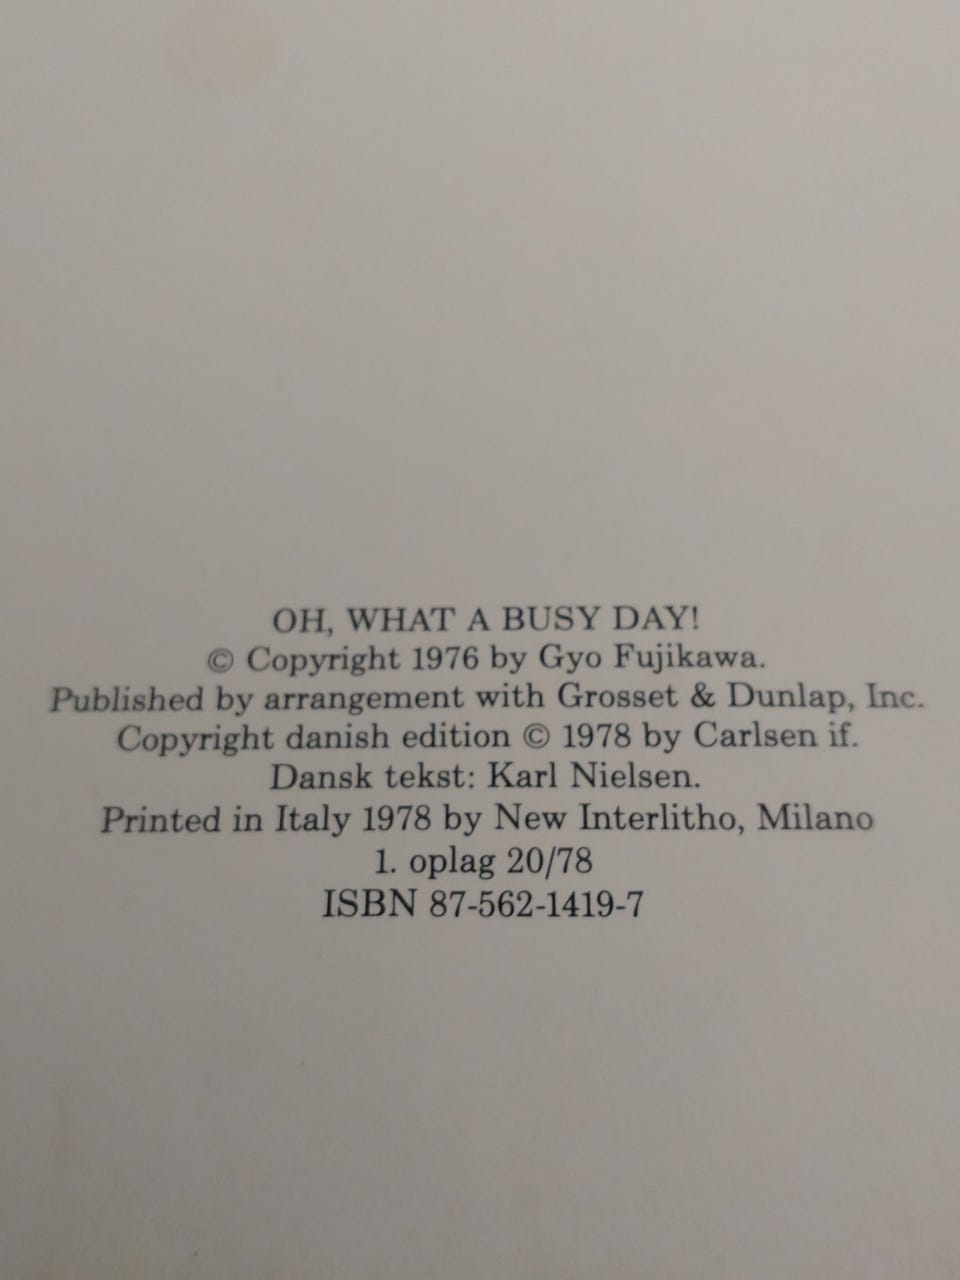 OH, WHAT A BUSY DAY!
© Copyright 1976 by Gyo Fujikawa.
Published by arrangement with Grosset & Dunlap, Inc.
Copyright danish edition © 1978 by Carlsen if.
Dansk tekst: Karl Nielsen.
Printed in Italy 1978 by New Interlitho, Milano
1. oplag 20/78
ISBN 87-562-1419-7